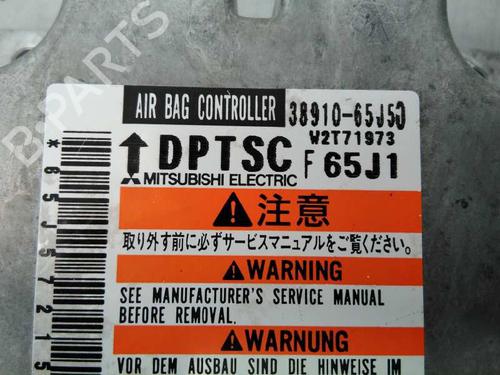 AIR BAG CONTROLLER 38910-65J50
W2T71973
DPTSC F 65J1
MITSUBISHI ELECTRIC
注意
取り外す前に必ずサービスマニュアルをご覧ください。
WARNING
SEE MANUFACTURER'S SERVICE MANUAL
BEFORE REMOVAL.
WARNUNG
VOR DEM AUSBAU SIND DIE HINWEISE IM
*65J57215
B-PARTS